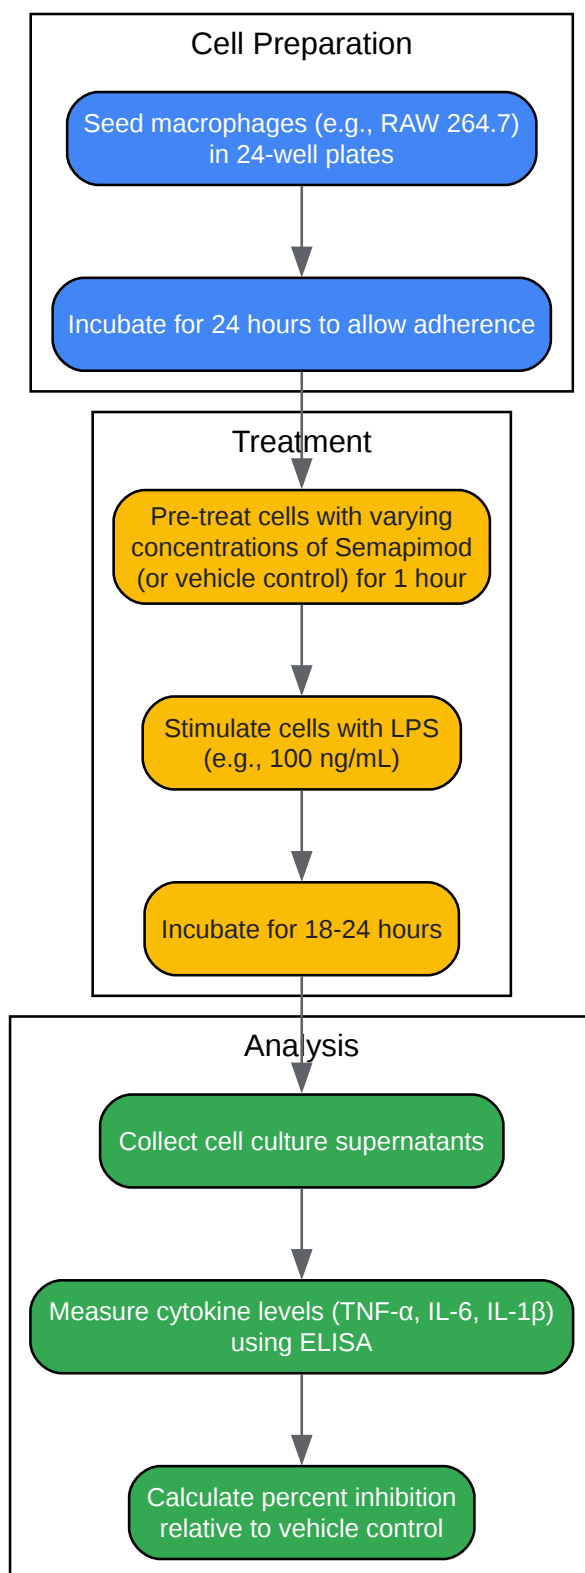 Cell Preparation
Seed macrophages (e.g., RAW 264.7)
in 24-well plates
Incubate for 24 hours to allow adherence
Treatment
Pre-treat cells with varying
concentrations of Semapimod
(or vehicle control) for 1 hour
Stimulate cells with LPS
(e.g., 100 ng/mL)
Incubate for 18-24 hours
Analysis
Collect cell culture supernatants
Measure cytokine levels (TNF-α, IL-6, IL-1β)
using ELISA
Calculate percent inhibition
relative to vehicle control